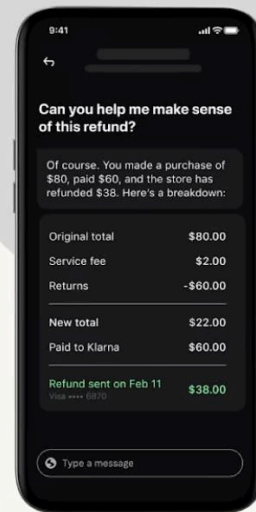 9:41
Can you help me make sense
of this refund?
Of course. You made a purchase of
$80, paid $60, and the store has
refunded $38. Here's a breakdown:
Original total $80.00
Service fee $2.00
Returns -$60.00
New total $22.00
Paid to Klarna $60.00
Refund sent on Feb 11 $38.00
Visa •••• 6870
Type a message